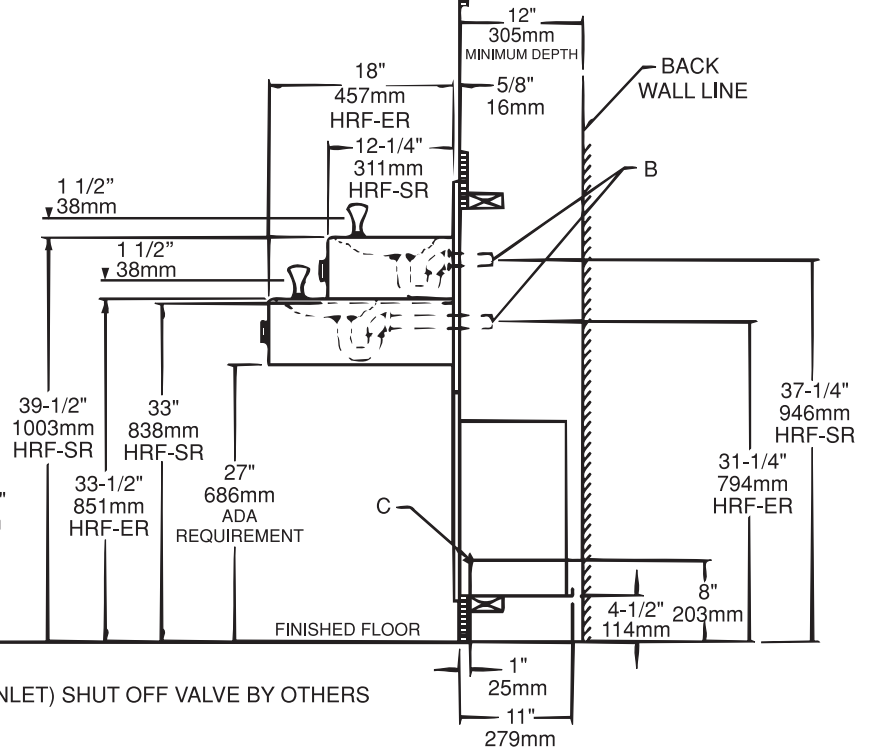 12"
305mm
MINIMUM DEPTH
18"
457mm
HRF-ER
5/8"
16mm
BACK
WALL LINE
12-1/4"
311mm
HRF-SR
B
1 1/2”
38mm
1 1/2”
38mm
39-1/2"
1003mm
HRF-SR
33"
838mm
HRF-SR
33-1/2"
851mm
HRF-ER
27"
686mm
ADA
REQUIREMENT
37-1/4"
946mm
HRF-SR
31-1/4"
794mm
HRF-ER
C
8"
203mm
4-1/2"
114mm
FINISHED FLOOR
1"
25mm
11"
279mm
NLET) SHUT OFF VALVE BY OTHERS